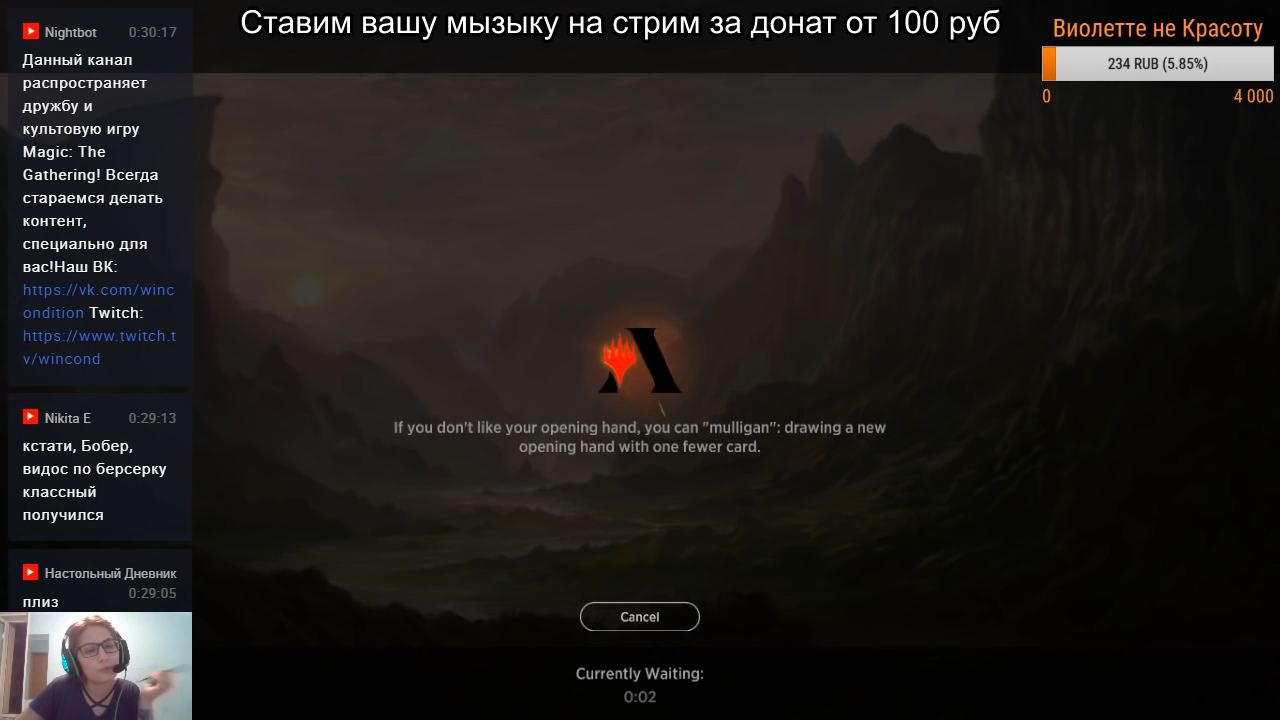 Ставим вашу мызыку на стрим за донат от 100 руб
Виолетте не Красоту
234 RUB (5.85%)
0 4 000
Nightbot 0:30:17
Данный канал
распространяет
дружбу и
культовую игру
Magic: The
Gathering! Всегда
стараемся делать
контент,
специально для
вас!Наш ВК:
https://vk.com/winc
ondition Twitch:
https://www.twitch.t
v/wincond
Nikita E 0:29:13
кстати, Бобер,
видос по берсерку
классный
получился
Настольный Дневник
0:29:05
плиз
If you don't like your opening hand, you can "mulligan": drawing a new
opening hand with one fewer card.
Cancel
Currently Waiting:
0:02